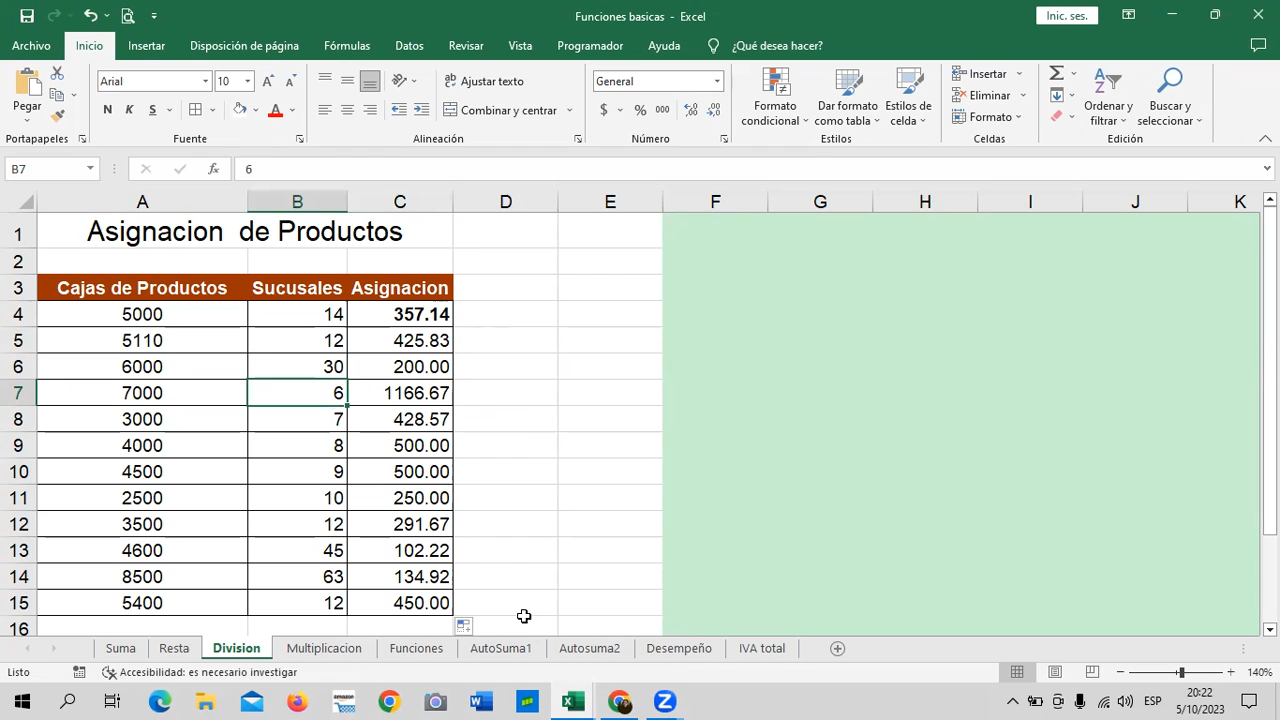 Funciones basicas - Excel
Inic. ses.
Archivo Inicio Insertar Disposición de página Fórmulas Datos Revisar Vista Programador Ayuda ¿Qué desea hacer?
Pegar
Arial 10
N K S
Ajustar texto
Combinar y centrar
General
$ % 000
Formato condicional
Dar formato como tabla
Estilos de celda
Insertar
Eliminar
Formato
Ordenar y filtrar
Buscar y seleccionar
Portapapeles Fuente Alineación Número Estilos Celdas Edición
B7 fx 6
A B C D E F G H I J K
1 Asignacion de Productos
2
3 Cajas de Productos Sucusales Asignacion
4 5000 14 357.14
5 5110 12 425.83
6 6000 30 200.00
7 7000 6 1166.67
8 3000 7 428.57
9 4000 8 500.00
10 4500 9 500.00
11 2500 10 250.00
12 3500 12 291.67
13 4600 45 102.22
14 8500 63 134.92
15 5400 12 450.00
16
Suma Resta Division Multiplicacion Funciones AutoSuma1 Autosuma2 Desempeño IVA total
Listo Accesibilidad: es necesario investigar 140%
ESP 20:22
5/10/2023